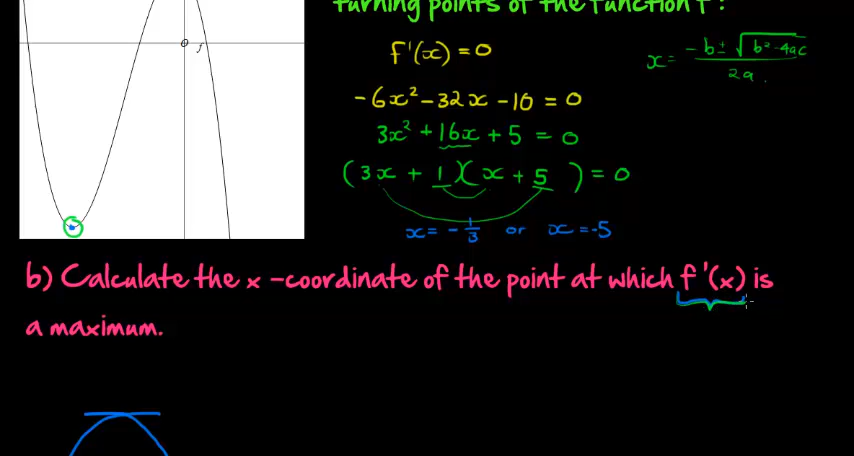 turning points of the function f?
O
f
f'(x) = 0
x = -b ± √b² - 4ac / 2a
-6x² - 32x - 10 = 0
3x² + 16x + 5 = 0
(3x + 1)(x + 5) = 0
x = -1/3 or x = -5
b) Calculate the x-coordinate of the point at which f'(x) is
a maximum.